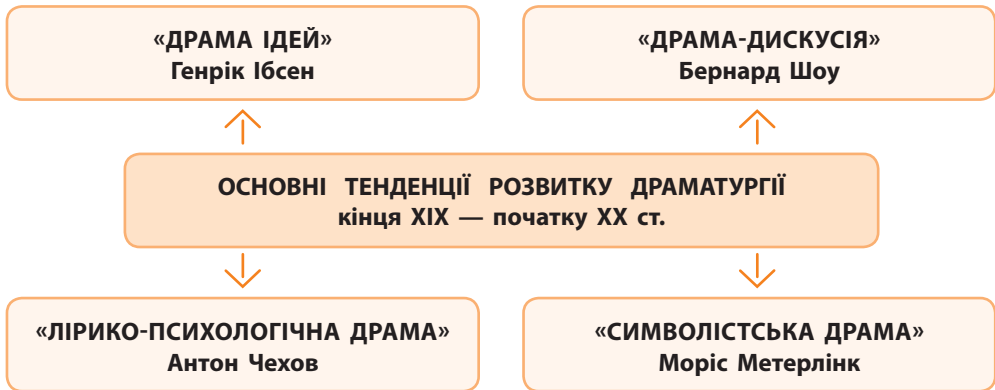 «ДРАМА ІДЕЙ»
Генрік Ібсен
«ДРАМА-ДИСКУСІЯ»
Бернард Шоу
ОСНОВНІ ТЕНДЕНЦІЇ РОЗВИТКУ ДРАМАТУРГІЇ
кінця XIX — початку XX ст.
«ЛІРИКО-ПСИХОЛОГІЧНА ДРАМА»
Антон Чехов
«СИМВОЛІСТСЬКА ДРАМА»
Моріс Метерлінк